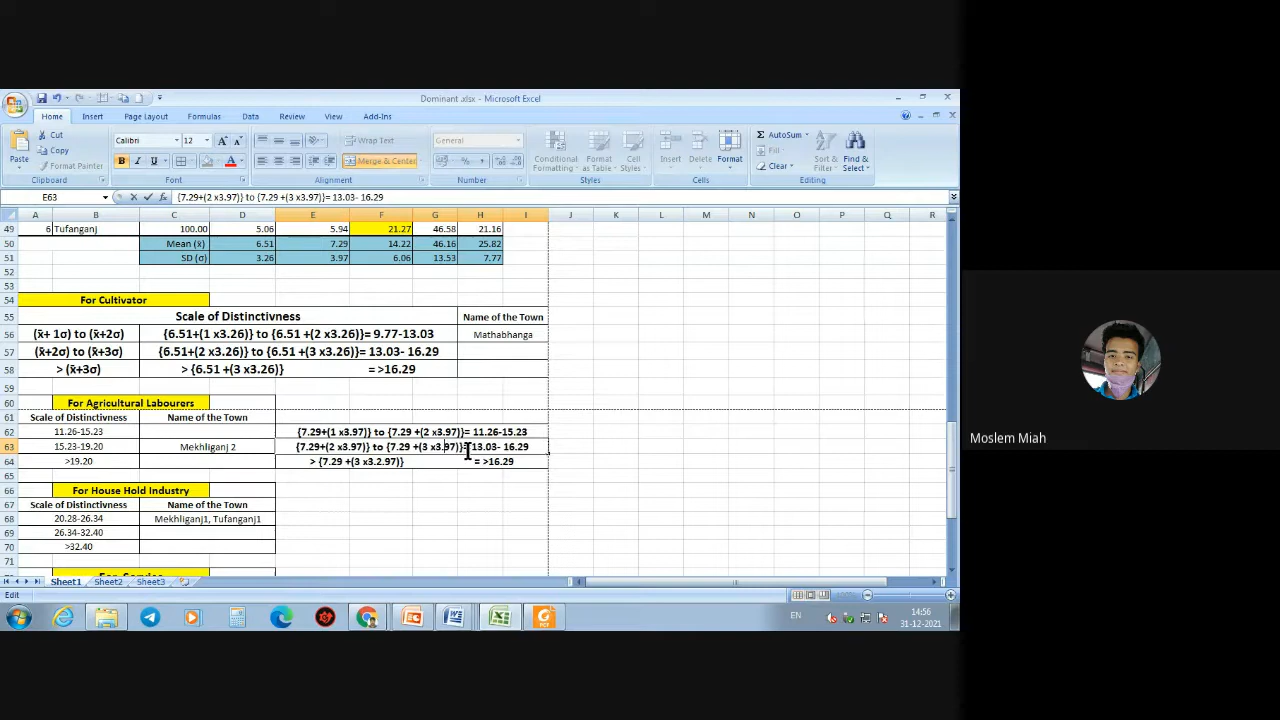 Dominant .xlsx - Microsoft Excel
Home Insert Page Layout Formulas Data Review View Add-Ins
Paste Cut Copy Format Painter Clipboard
Calibri 12 Font
Wrap Text Merge & Center Alignment
General Number
Conditional Formatting Format as Table Cell Styles Styles
Insert Delete Format Cells
AutoSum Fill Clear Sort & Filter Find & Select Editing
E63 {7.29+(2 x3.97)} to {7.29 +(3 x3.97)}= 13.03- 16.29
A B C D E F G H I J K L M N O P Q R
49 6 Tufanganj 100.00 5.06 5.94 21.27 46.58 21.16
50 Mean (x̄) 6.51 7.29 14.22 46.16 25.82
51 SD (σ) 3.26 3.97 6.06 13.53 7.77
52
53
54 For Cultivator
55 Scale of Distinctivness Name of the Town
56 (x̄+ 1σ) to (x̄+2σ) {6.51+(1 x3.26)} to {6.51 +(2 x3.26)}= 9.77-13.03 Mathabhanga
57 (x̄+2σ) to (x̄+3σ) {6.51+(2 x3.26)} to {6.51 +(3 x3.26)}= 13.03- 16.29
58 > (x̄+3σ) > {6.51 +(3 x3.26)} = >16.29
59
60 For Agricultural Labourers
61 Scale of Distinctivness Name of the Town
62 11.26-15.23 {7.29+(1 x3.97)} to {7.29 +(2 x3.97)}= 11.26-15.23
63 15.23-19.20 Mekhliganj 2 {7.29+(2 x3.97)} to {7.29 +(3 x3.97)}= 13.03- 16.29
64 >19.20 > {7.29 +(3 x3.2.97)} = >16.29
65
66 For House Hold Industry
67 Scale of Distinctivness Name of the Town
68 20.28-26.34 Mekhliganj1, Tufanganj1
69 26.34-32.40
70 >32.40
71
Sheet1 Sheet2 Sheet3
Edit
EN 14:56
31-12-2021
Moslem Miah